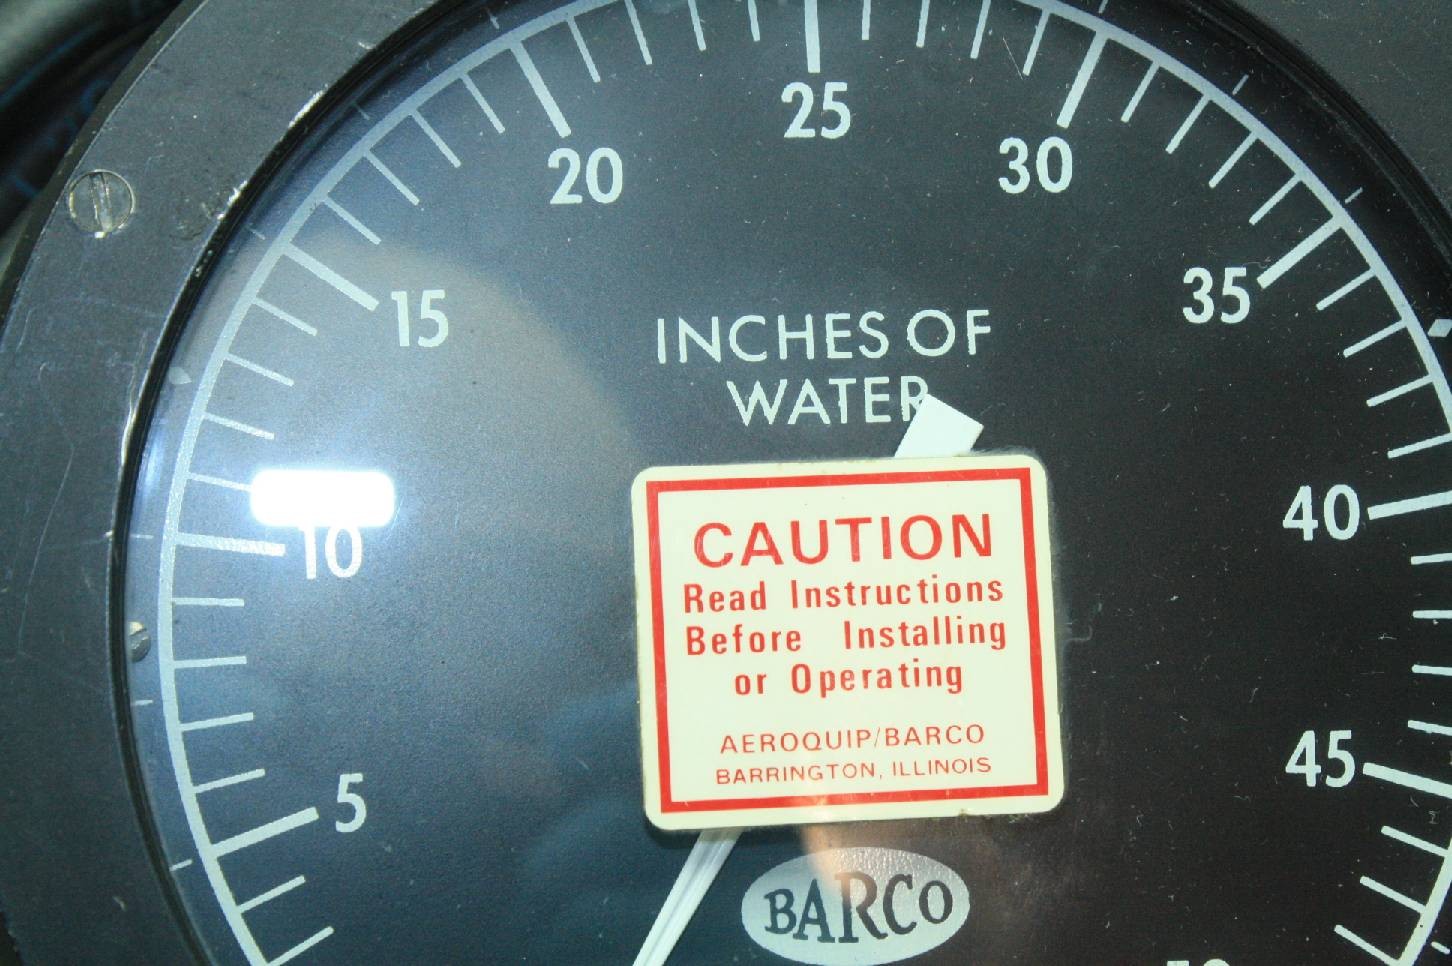 25
20
30
15
35
INCHES OF
WATER
10
40
CAUTION
Read Instructions
Before Installing
or Operating
AEROQUIP/BARCO
BARRINGTON, ILLINOIS
5
45
BARCO